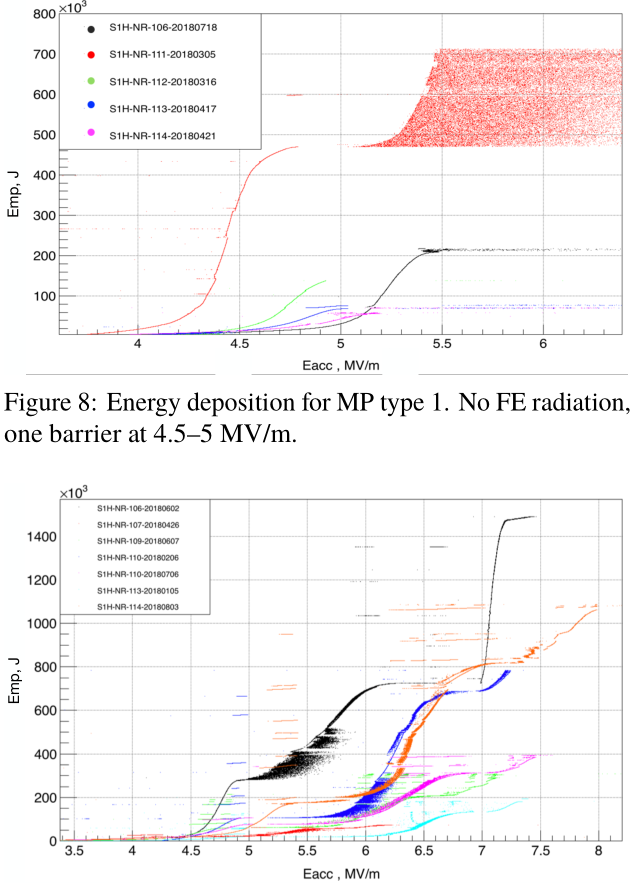 ×10³
800
700
600
500
400
300
200
100
Emp, J
S1H-NR-106-20180718
S1H-NR-111-20180305
S1H-NR-112-20180316
S1H-NR-113-20180417
S1H-NR-114-20180421
4 4.5 5 5.5 6
Eacc , MV/m
Figure 8: Energy deposition for MP type 1. No FE radiation,
one barrier at 4.5–5 MV/m.
×10³
1400
1200
1000
800
600
400
200
0
Emp, J
S1H-NR-106-20180602
S1H-NR-107-20180426
S1H-NR-109-20180607
S1H-NR-110-20180206
S1H-NR-110-20180706
S1H-NR-113-20180105
S1H-NR-114-20180803
3.5 4 4.5 5 5.5 6 6.5 7 7.5 8
Eacc , MV/m